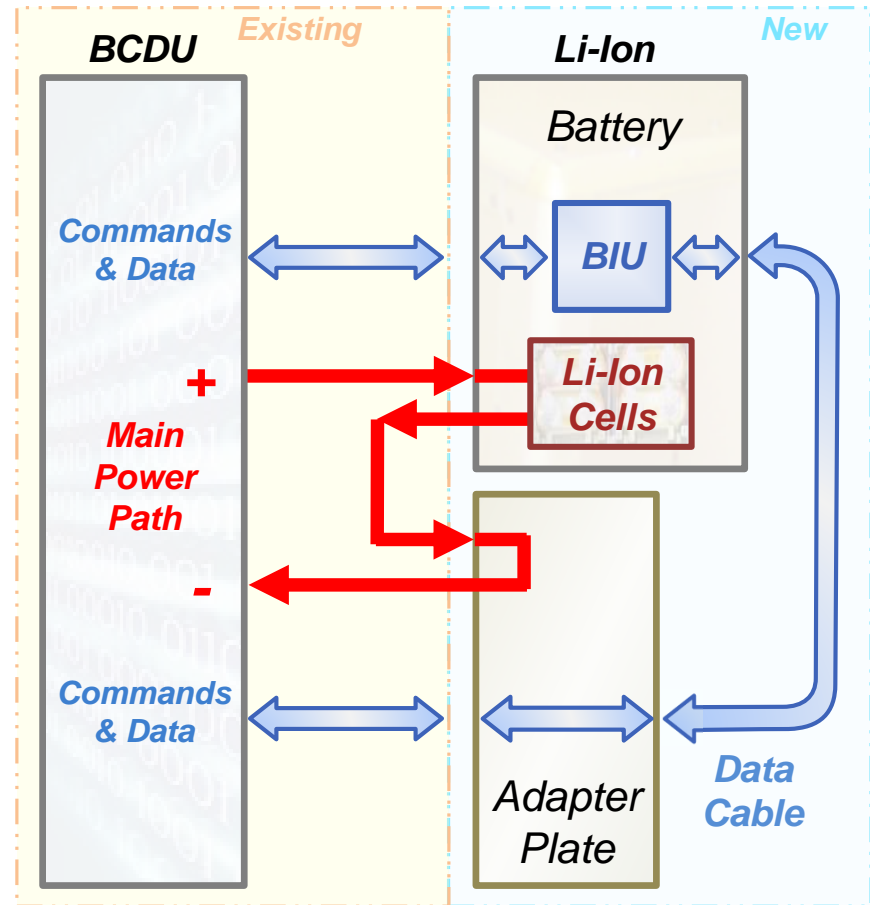 Existing
New
BCDU
Li-Ion
Battery
Commands
& Data
BIU
+
Li-Ion
Cells
Main
Power
Path
-
Commands
& Data
Adapter
Plate
Data
Cable